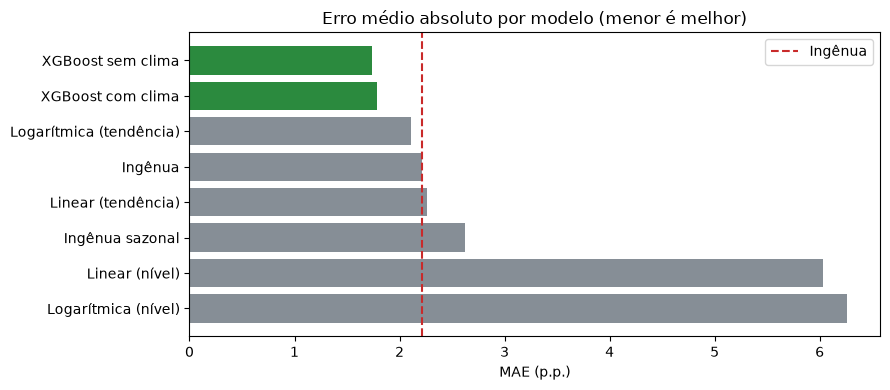 Erro médio absoluto por modelo (menor é melhor)
Ingênua
XGBoost sem clima
XGBoost com clima
Logarítmica (tendência)
Ingênua
Linear (tendência)
Ingênua sazonal
Linear (nível)
Logarítmica (nível)
0 1 2 3 4 5 6
MAE (p.p.)